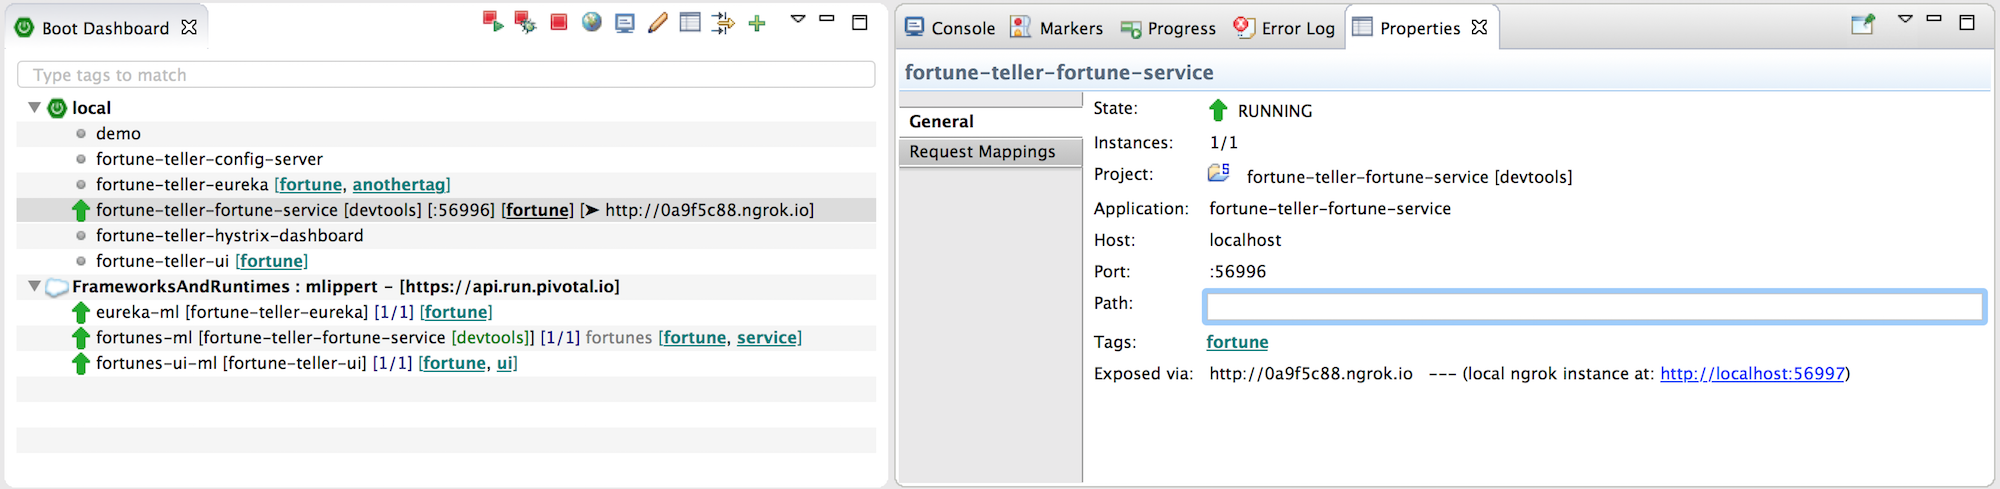 Boot Dashboard
Type tags to match
local
demo
fortune-teller-config-server
fortune-teller-eureka [fortune, anothertag]
fortune-teller-fortune-service [devtools] [:56996] [fortune] [➤ http://0a9f5c88.ngrok.io]
fortune-teller-hystrix-dashboard
fortune-teller-ui [fortune]
FrameworksAndRuntimes : mlippert - [https://api.run.pivotal.io]
eureka-ml [fortune-teller-eureka] [1/1] [fortune]
fortunes-ml [fortune-teller-fortune-service [devtools]] [1/1] fortunes [fortune, service]
fortunes-ui-ml [fortune-teller-ui] [1/1] [fortune, ui]
Console Markers Progress Error Log Properties
fortune-teller-fortune-service
General
Request Mappings
State: RUNNING
Instances: 1/1
Project: fortune-teller-fortune-service [devtools]
Application: fortune-teller-fortune-service
Host: localhost
Port: :56996
Path:
Tags: fortune
Exposed via: http://0a9f5c88.ngrok.io --- (local ngrok instance at: http://localhost:56997)